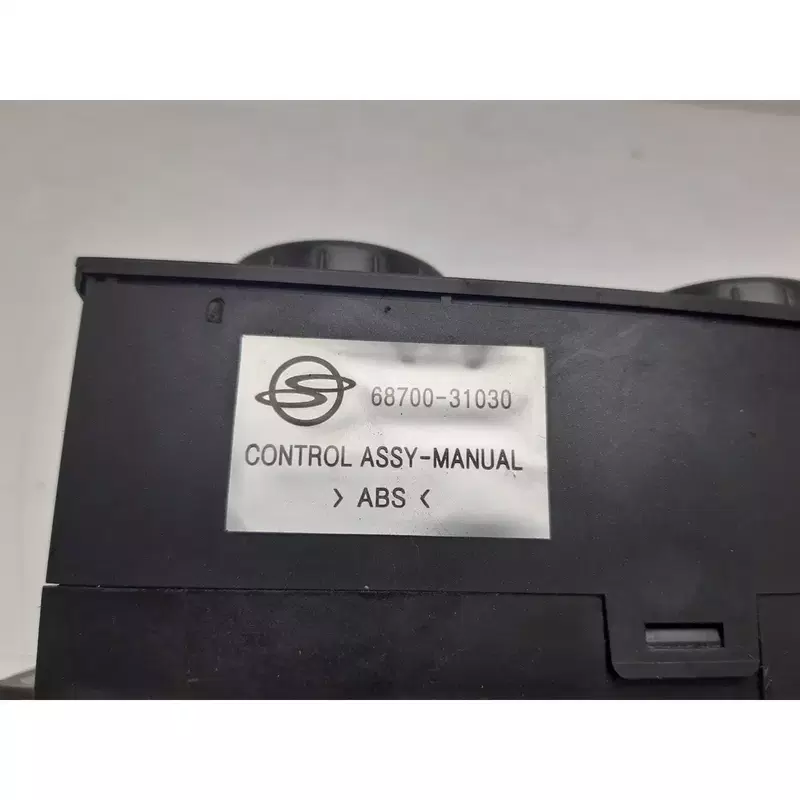 68700-31030
CONTROL ASSY-MANUAL
> ABS <